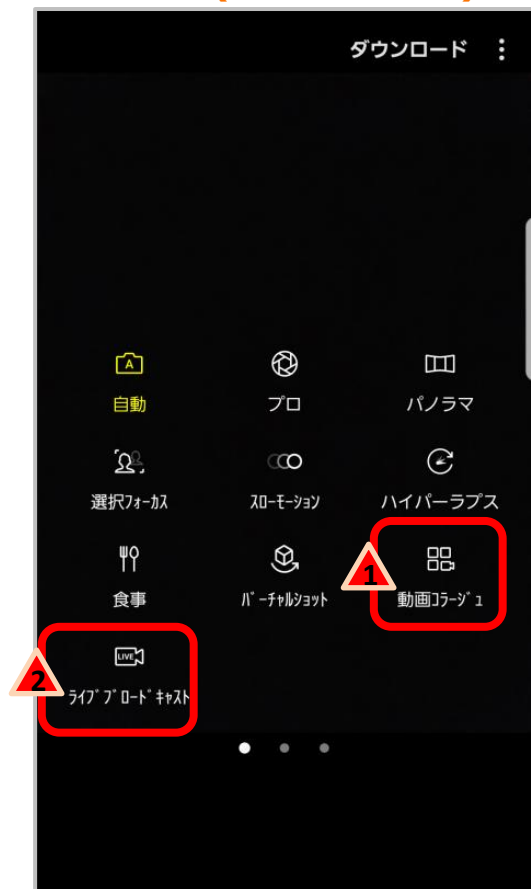 ダウンロード
自動
プロ
パノラマ
選択ﾌｫｰｶｽ
ｽﾛｰﾓｰｼｮﾝ
ハイパーラプス
食事
ﾊﾞｰﾁｬﾙｼｮｯﾄ
1
動画ｺﾗｰｼﾞｭ
LIVE
2
ﾗｲﾌﾞﾌﾞﾛｰﾄﾞｷｬｽﾄ